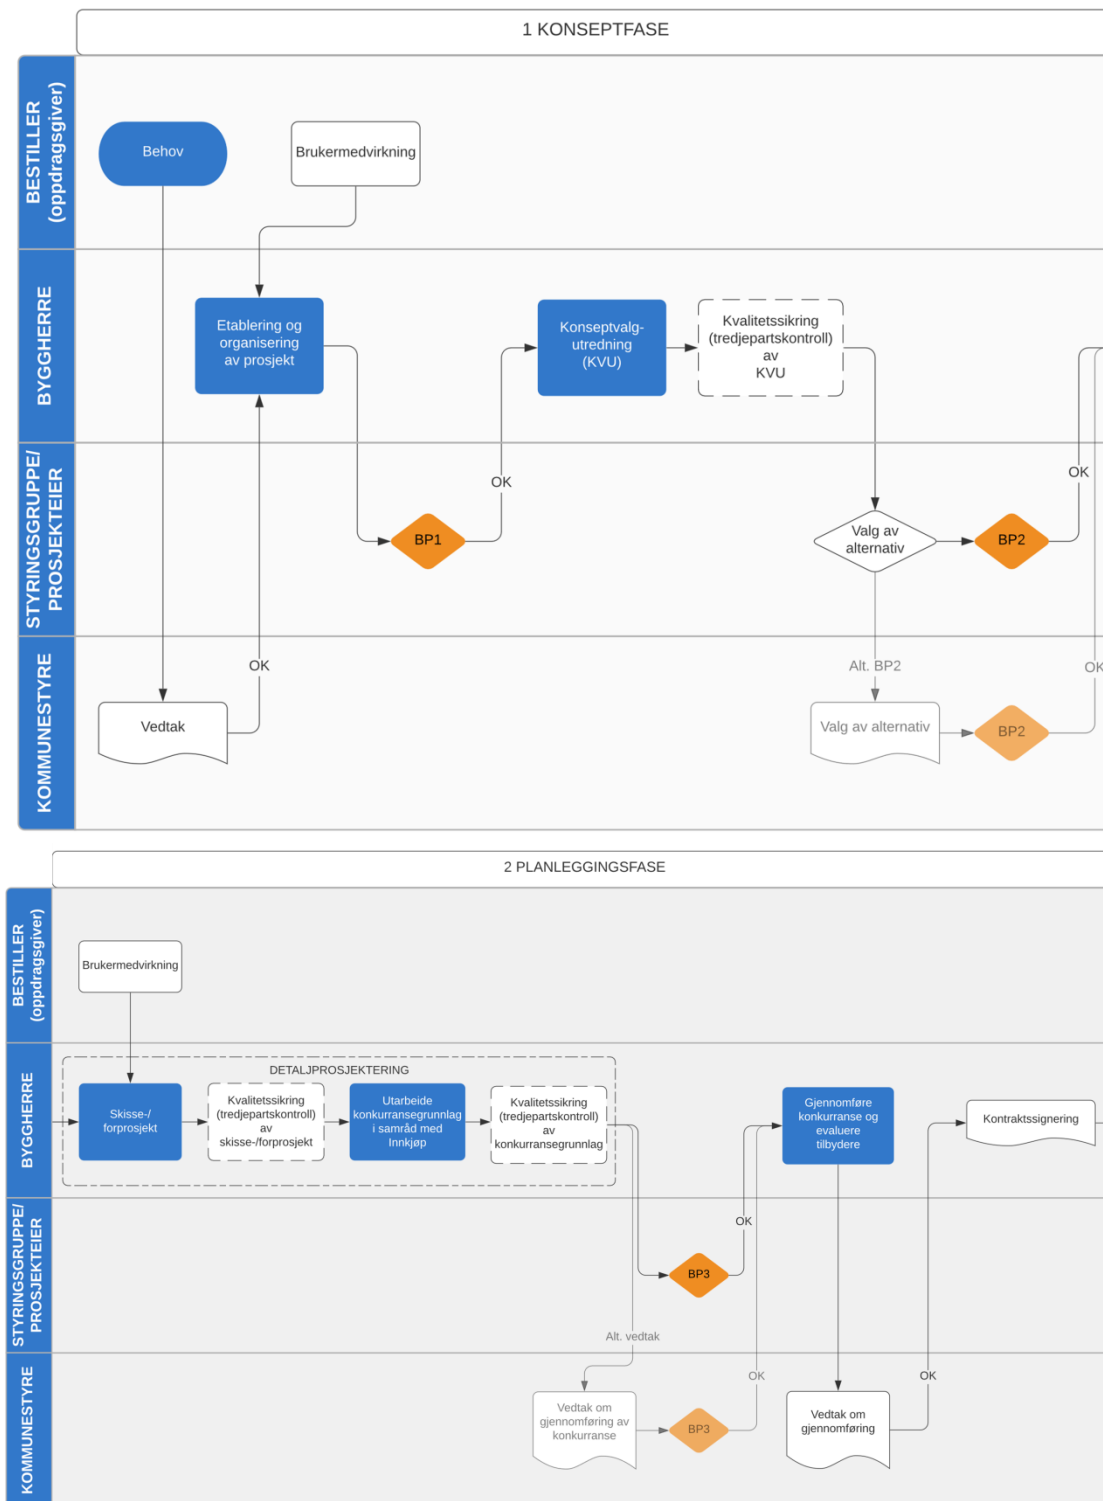 1 KONSEPTFASE
BESTILLER
(oppdragsgiver)
Behov
Brukermedvirkning
BYGGHERRE
Etablering og
organisering
av prosjekt
Konseptvalg-
utredning
(KVU)
Kvalitetssikring
(tredjepartskontroll)
av
KVU
STYRINGSGRUPPE/
PROSJEKTEIER
BP1
OK
Valg av
alternativ
BP2
OK
KOMMUNESTYRE
Vedtak
OK
Alt. BP2
Valg av alternativ
BP2
OK
2 PLANLEGGINGSFASE
BESTILLER
(oppdragsgiver)
Brukermedvirkning
BYGGHERRE
DETALJPROSJEKTERING
Skisse-/
forprosjekt
Kvalitetssikring
(tredjepartskontroll)
av
skisse-/forprosjekt
Utarbeide
konkurransegrunnlag
i samråd med
Innkjøp
Kvalitetssikring
(tredjepartskontroll)
av
konkurransegrunnlag
Gjennomføre
konkurranse og
evaluere
tilbydere
Kontraktssignering
STYRINGSGRUPPE/
PROSJEKTEIER
BP3
OK
Alt. vedtak
KOMMUNESTYRE
Vedtak om
gjennomføring av
konkurranse
BP3
OK
Vedtak om
gjennomføring
OK